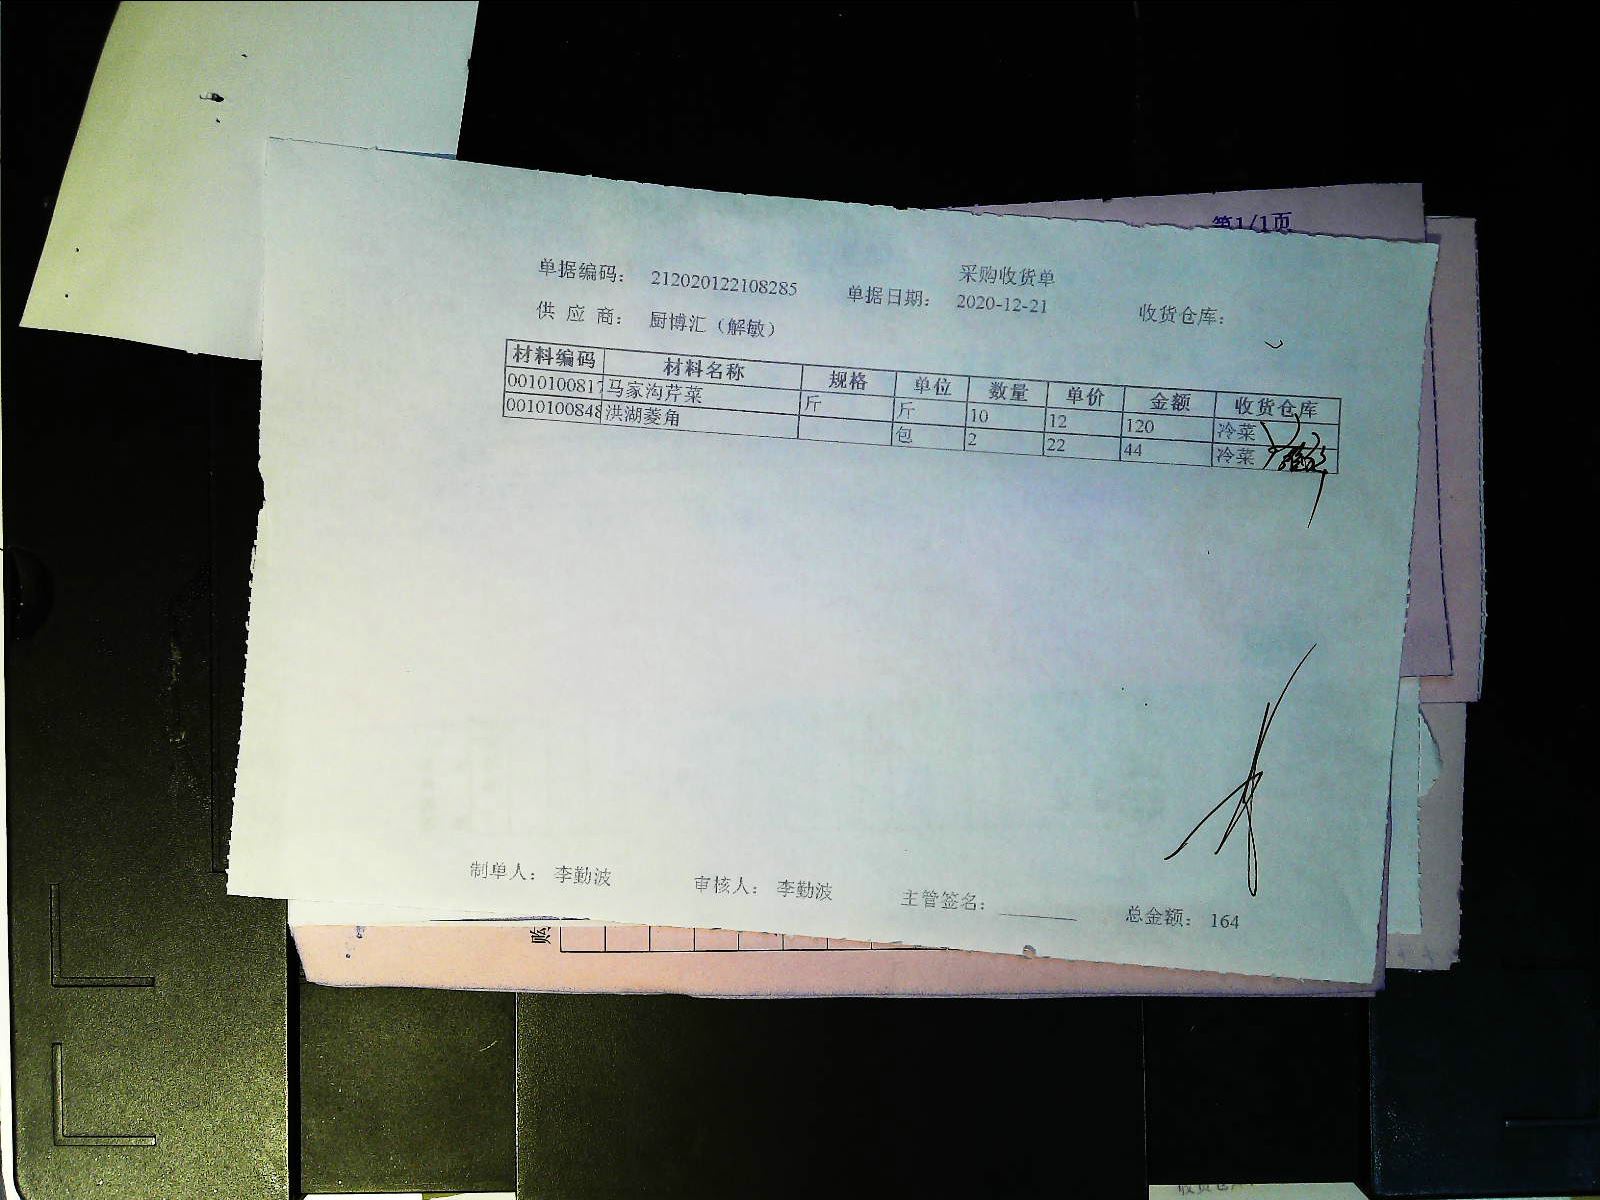 第1/1页
采购收货单
单据编码： 212020122108285 单据日期： 2020-12-21 收货仓库：
供 应 商： 厨博汇（解敏）
材料编码 材料名称 规格 单位 数量 单价 金额 收货仓库
0010100817 马家沟芹菜 斤 斤 10 12 120 冷菜
0010100848 洪湖菱角 包 2 22 44 冷菜
制单人： 李勤波 审核人： 李勤波 主管签名： 总金额： 164
购